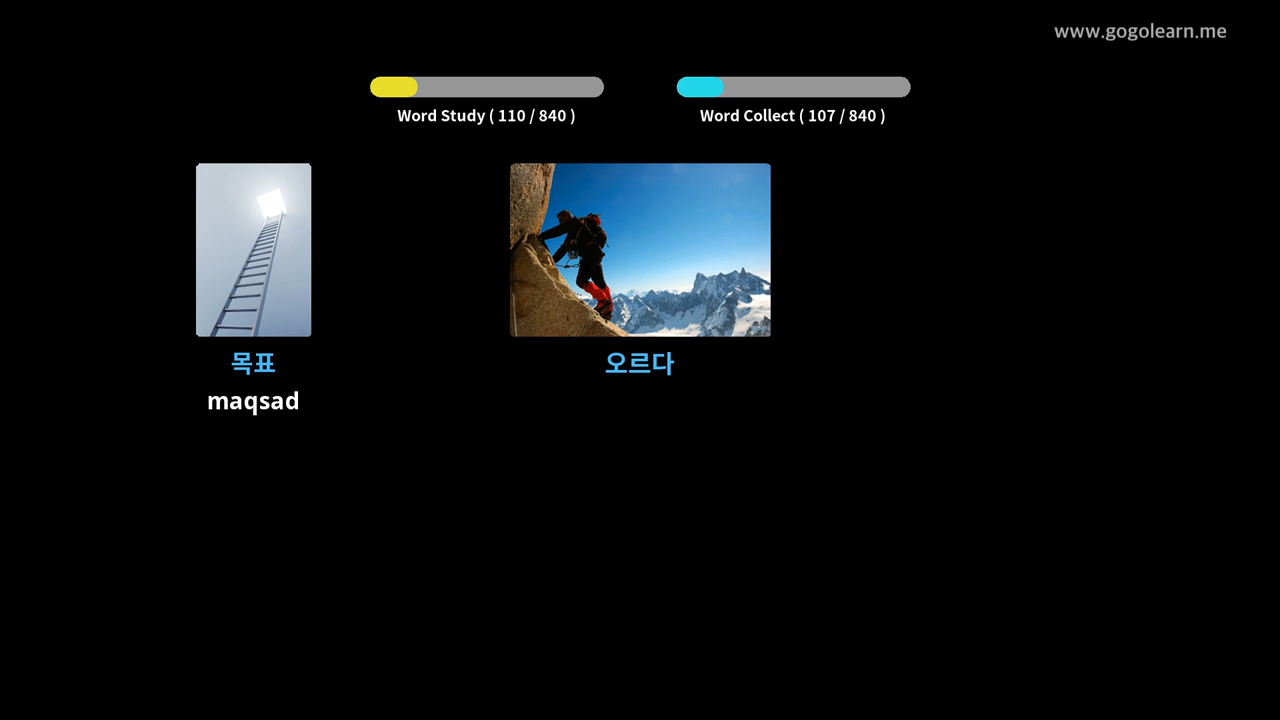 www.gogolearn.me
Word Study ( 110 / 840 )
Word Collect ( 107 / 840 )
목표
maqsad
오르다